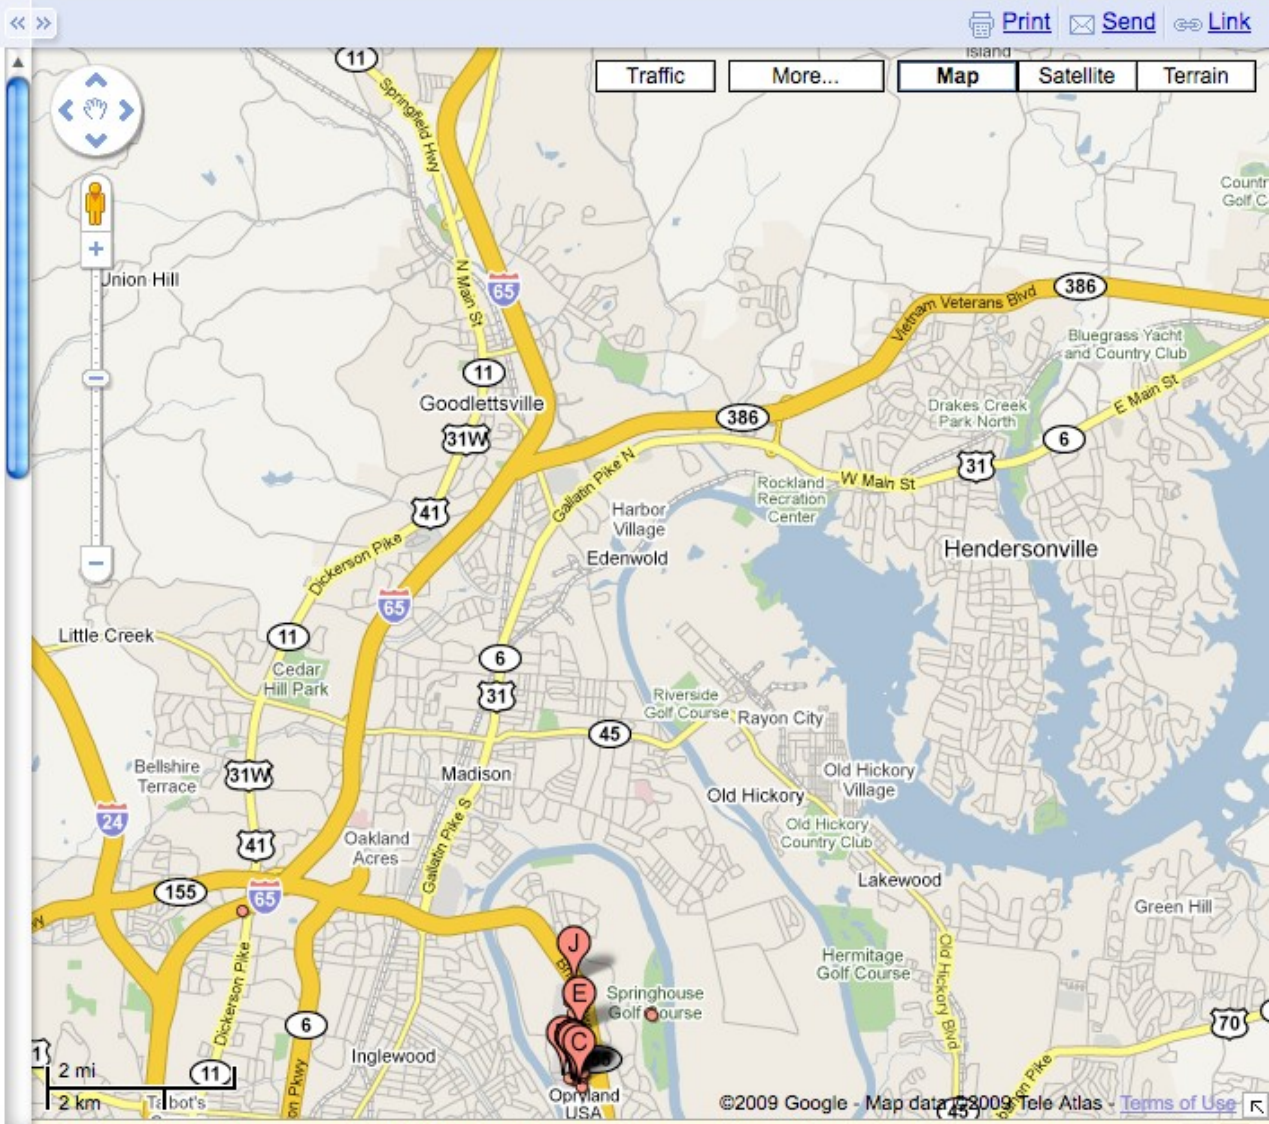 Print Send Link
Island
Traffic More... Map Satellite Terrain
11
Springfield Hwy
Countr
Golf C
Union Hill
N Main St
65
386
Vietnam Veterans Blvd
Bluegrass Yacht
and Country Club
11
E Main St
Goodlettsville
Drakes Creek
Park North
386
31W
6
31
Gallatin Pike N
W Main St
Rockland
Recration
Center
41
Harbor
Village
Hendersonville
Edenwold
Dickerson Pike
65
Little Creek
11
6
Cedar
Hill Park
31
Riverside
Golf Course
Rayon City
45
Bellshire
Terrace
31W
Madison
Old Hickory
Village
Old Hickory
24
Gallatin Pike S
Old Hickory
Country Club
41
Oakland
Acres
Lakewood
155
65
Green Hill
J
Hermitage
Golf Course
Old Hickory Blvd
Dickerson Pike
E
Springhouse
Golf Course
6
70
C
Inglewood
2 mi
11
2 km
Talbot's
on Pkwy
Opryland
USA
45
©2009 Google - Map data ©2009 Tele Atlas - Terms of Use